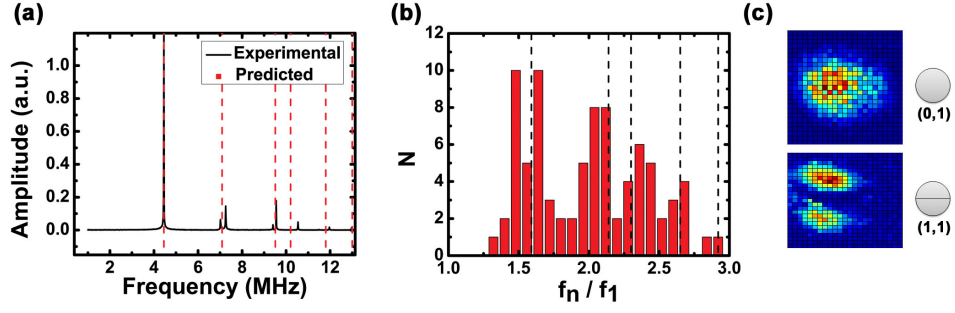 (a)
Amplitude (a.u.)
1.0
0.8
0.6
0.4
0.2
0.0
Experimental
Predicted
2 4 6 8 10 12
Frequency (MHz)
(b)
N
12
10
8
6
4
2
0
1.0 1.5 2.0 2.5 3.0
fn / f1
(c)
(0,1)
(1,1)